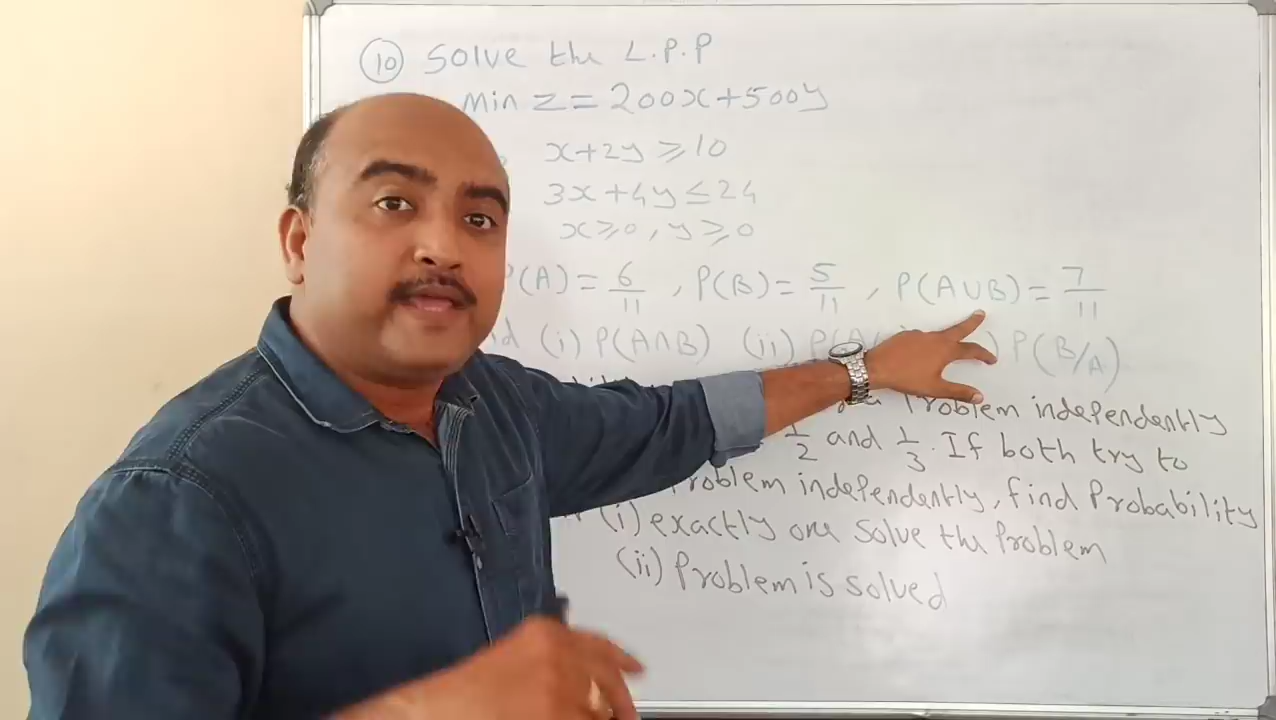 10 Solve the L.P.P
Min Z = 200x+500y
x+2y ≥ 10
3x+4y ≤ 24
x ≥ 0, y ≥ 0
P(A) = 6/11, P(B) = 5/11, P(A∪B) = 7/11
(i) P(A∩B) (ii) P(A P(B/A)
Problem independently
1/2 and 1/3. If both try to
Problem independently, find Probability
(i) exactly one solve the Problem
(ii) Problem is solved